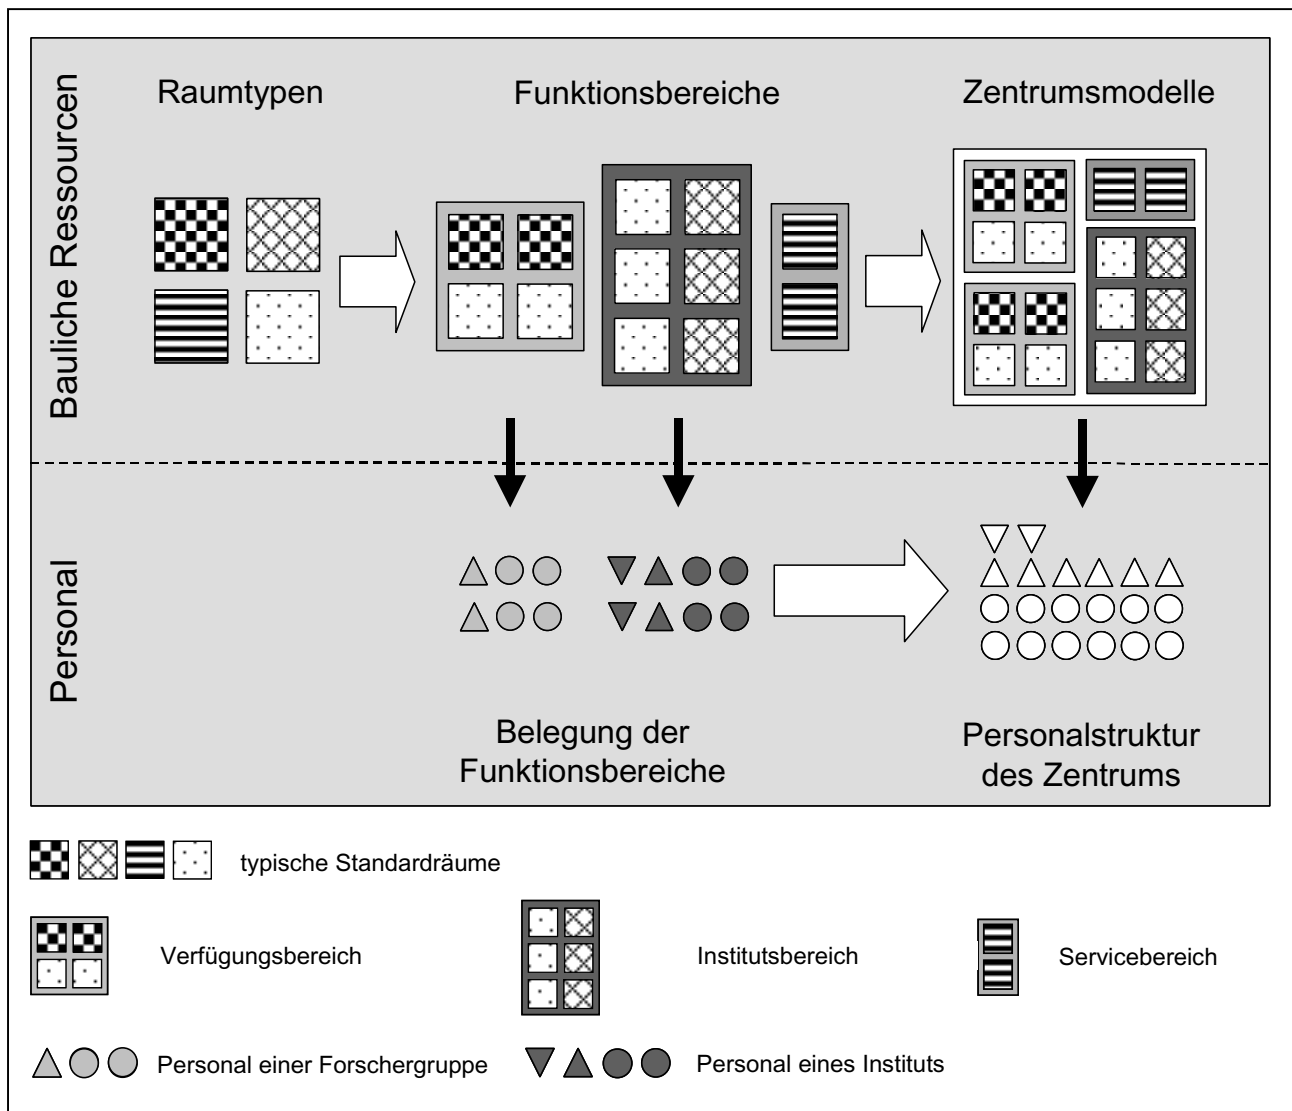 Bauliche Ressourcen
Raumtypen
Funktionsbereiche
Zentrumsmodelle
Personal
Belegung der
Funktionsbereiche
Personalstruktur
des Zentrums
typische Standardräume
Verfügungsbereich
Institutsbereich
Servicebereich
Personal einer Forschergruppe
Personal eines Instituts